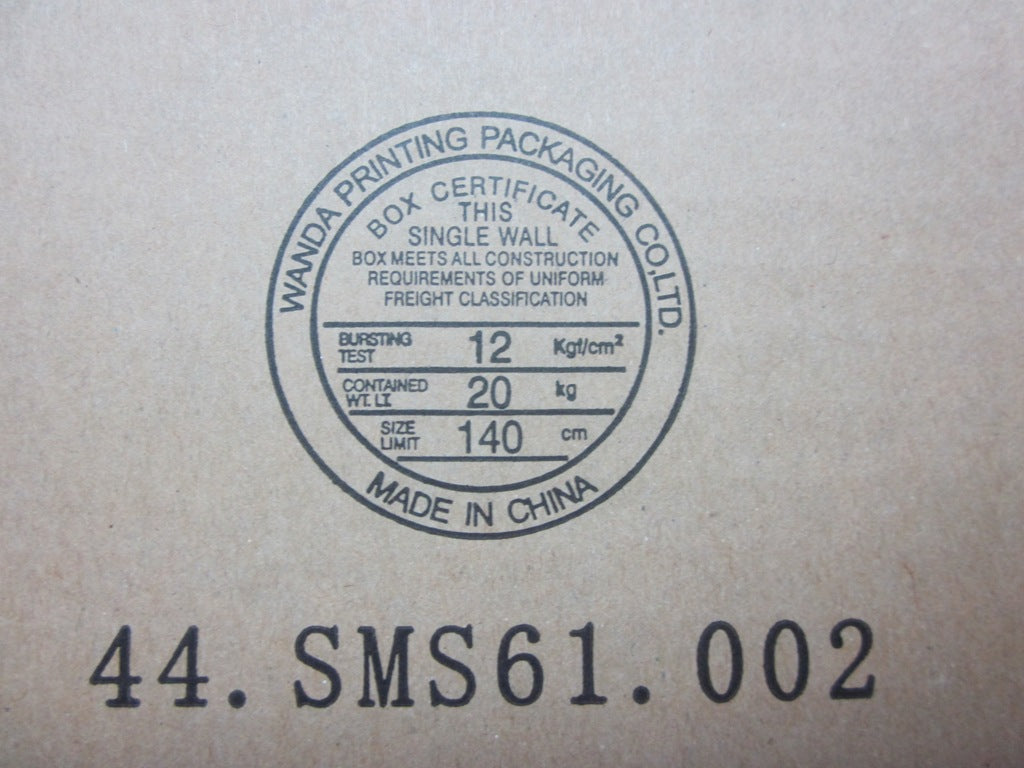 WANDA PRINTING PACKAGING CO,LTD.
BOX CERTIFICATE
THIS
SINGLE WALL
BOX MEETS ALL CONSTRUCTION
REQUIREMENTS OF UNIFORM
FREIGHT CLASSIFICATION
BURSTING TEST 12 Kgf/cm²
CONTAINED WT. LI 20 kg
SIZE LIMIT 140 cm
MADE IN CHINA
44.SMS61.002